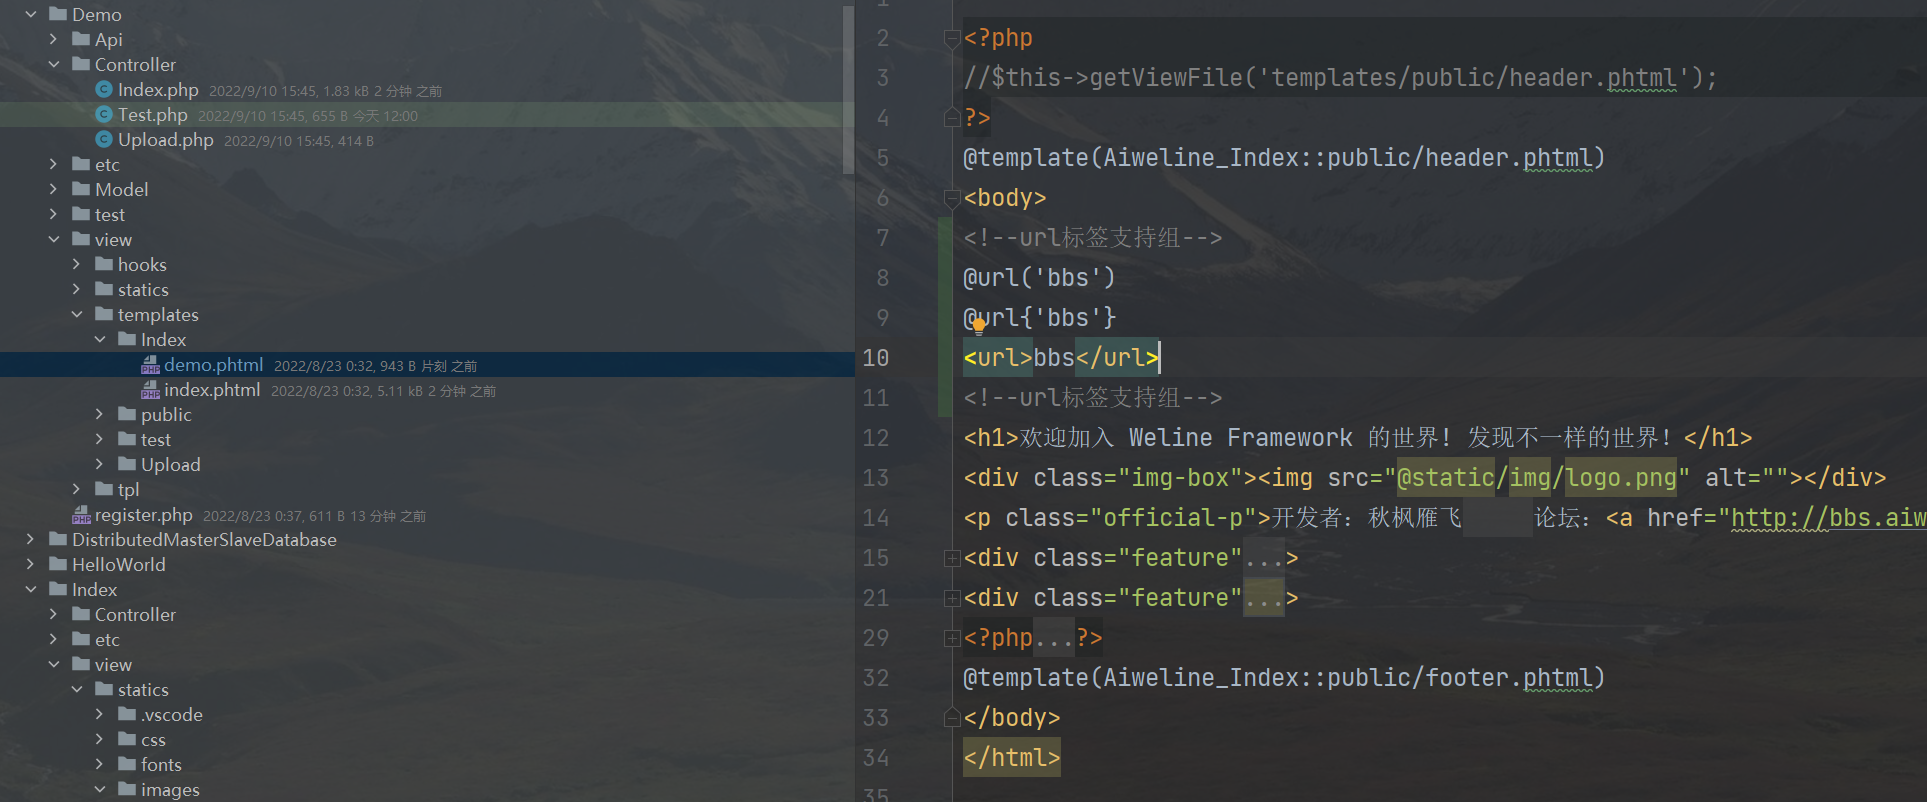 Demo
Api
Controller
Index.php 2022/9/10 15:45, 1.83 kB 2 分钟 之前
Test.php 2022/9/10 15:45, 655 B 今天 12:00
Upload.php 2022/9/10 15:45, 414 B
etc
Model
test
view
hooks
statics
templates
Index
demo.phtml 2022/8/23 0:32, 943 B 片刻 之前
index.phtml 2022/8/23 0:32, 5.11 kB 2 分钟 之前
public
test
Upload
tpl
register.php 2022/8/23 0:37, 611 B 13 分钟 之前
DistributedMasterSlaveDatabase
HelloWorld
Index
Controller
etc
view
statics
.vscode
css
fonts
images
2 <?php
3 //$this->getViewFile('templates/public/header.phtml');
4 ?>
5 @template(Aiweline_Index::public/header.phtml)
6 <body>
7 <!--url标签支持组-->
8 @url('bbs')
9 @url{'bbs'}
10 <url>bbs</url>
11 <!--url标签支持组-->
12 <h1>欢迎加入 Weline Framework 的世界! 发现不一样的世界! </h1>
13 <div class="img-box"><img src="@static/img/logo.png" alt=""></div>
14 <p class="official-p">开发者: 秋枫雁飞 论坛: <a href="http://bbs.aiw
15 <div class="feature"...>
21 <div class="feature"...>
29 <?php...?>
32 @template(Aiweline_Index::public/footer.phtml)
33 </body>
34 </html>
35